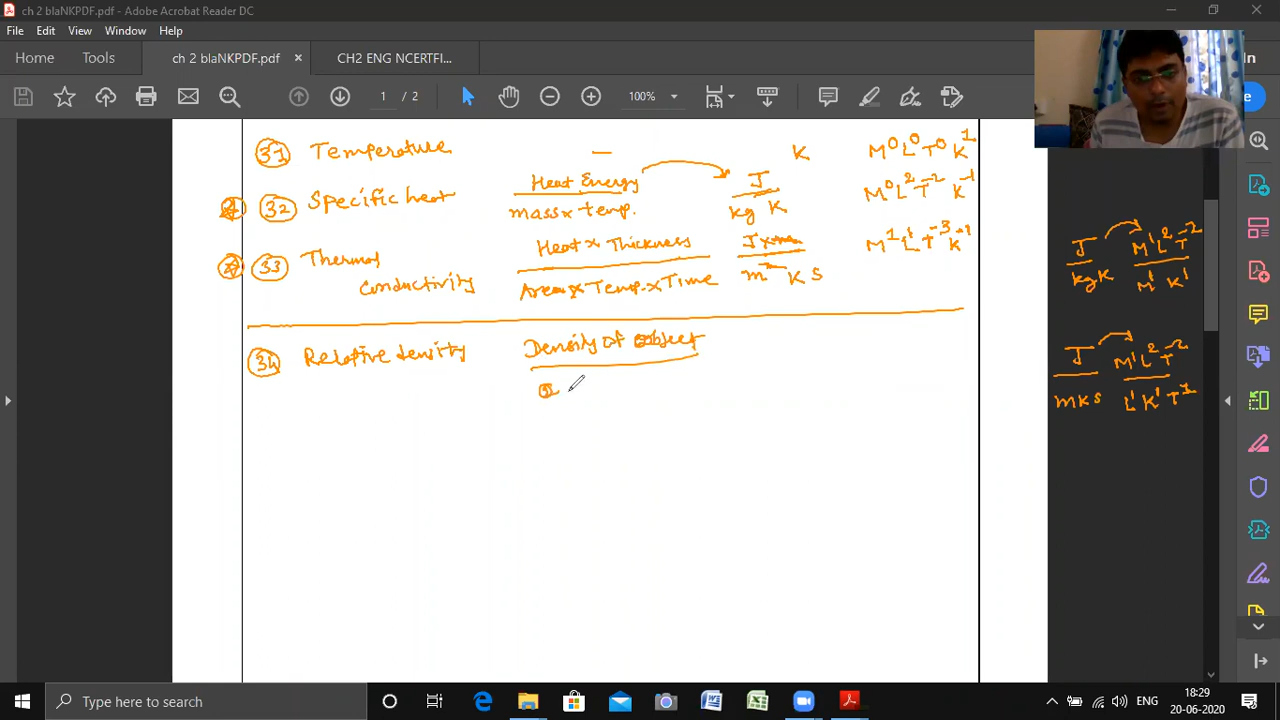 ch 2 blaNKPDF.pdf - Adobe Acrobat Reader DC
File Edit View Window Help
Home Tools ch 2 blaNKPDF.pdf × CH2 ENG NCERTFI...
In
1 / 2 100%
31 Temperature — K M⁰L⁰T⁰K¹
32 Specific heat Heat Energy J M⁰L²T⁻²K⁻¹
mass x temp. kg K
33 Thermal Heat x Thickness J M¹L¹T⁻³K⁻¹
conductivity Area x Temp. x Time m K S
J M¹L²T⁻²
kg K M¹ K¹
34 Relative density Density of object
J M¹L²T⁻²
m K S L¹K¹T¹
Type here to search
ENG
18:29
20-06-2020